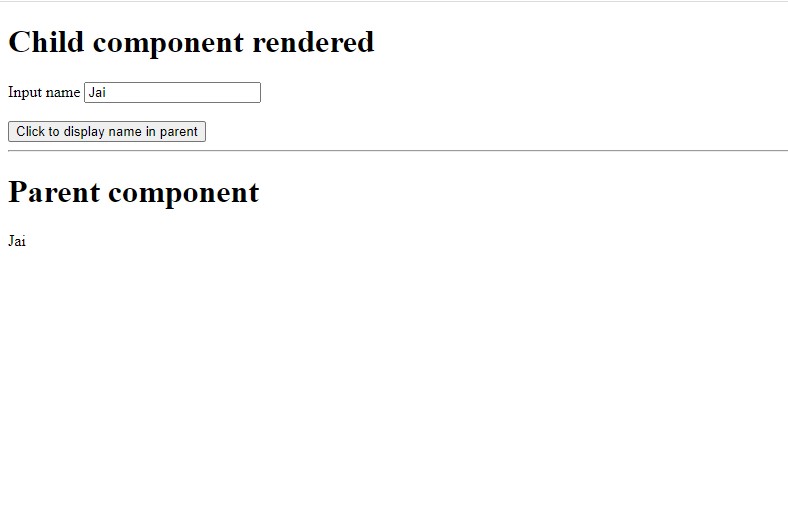 Child component rendered
Input name Jai
Click to display name in parent
Parent component
Jai